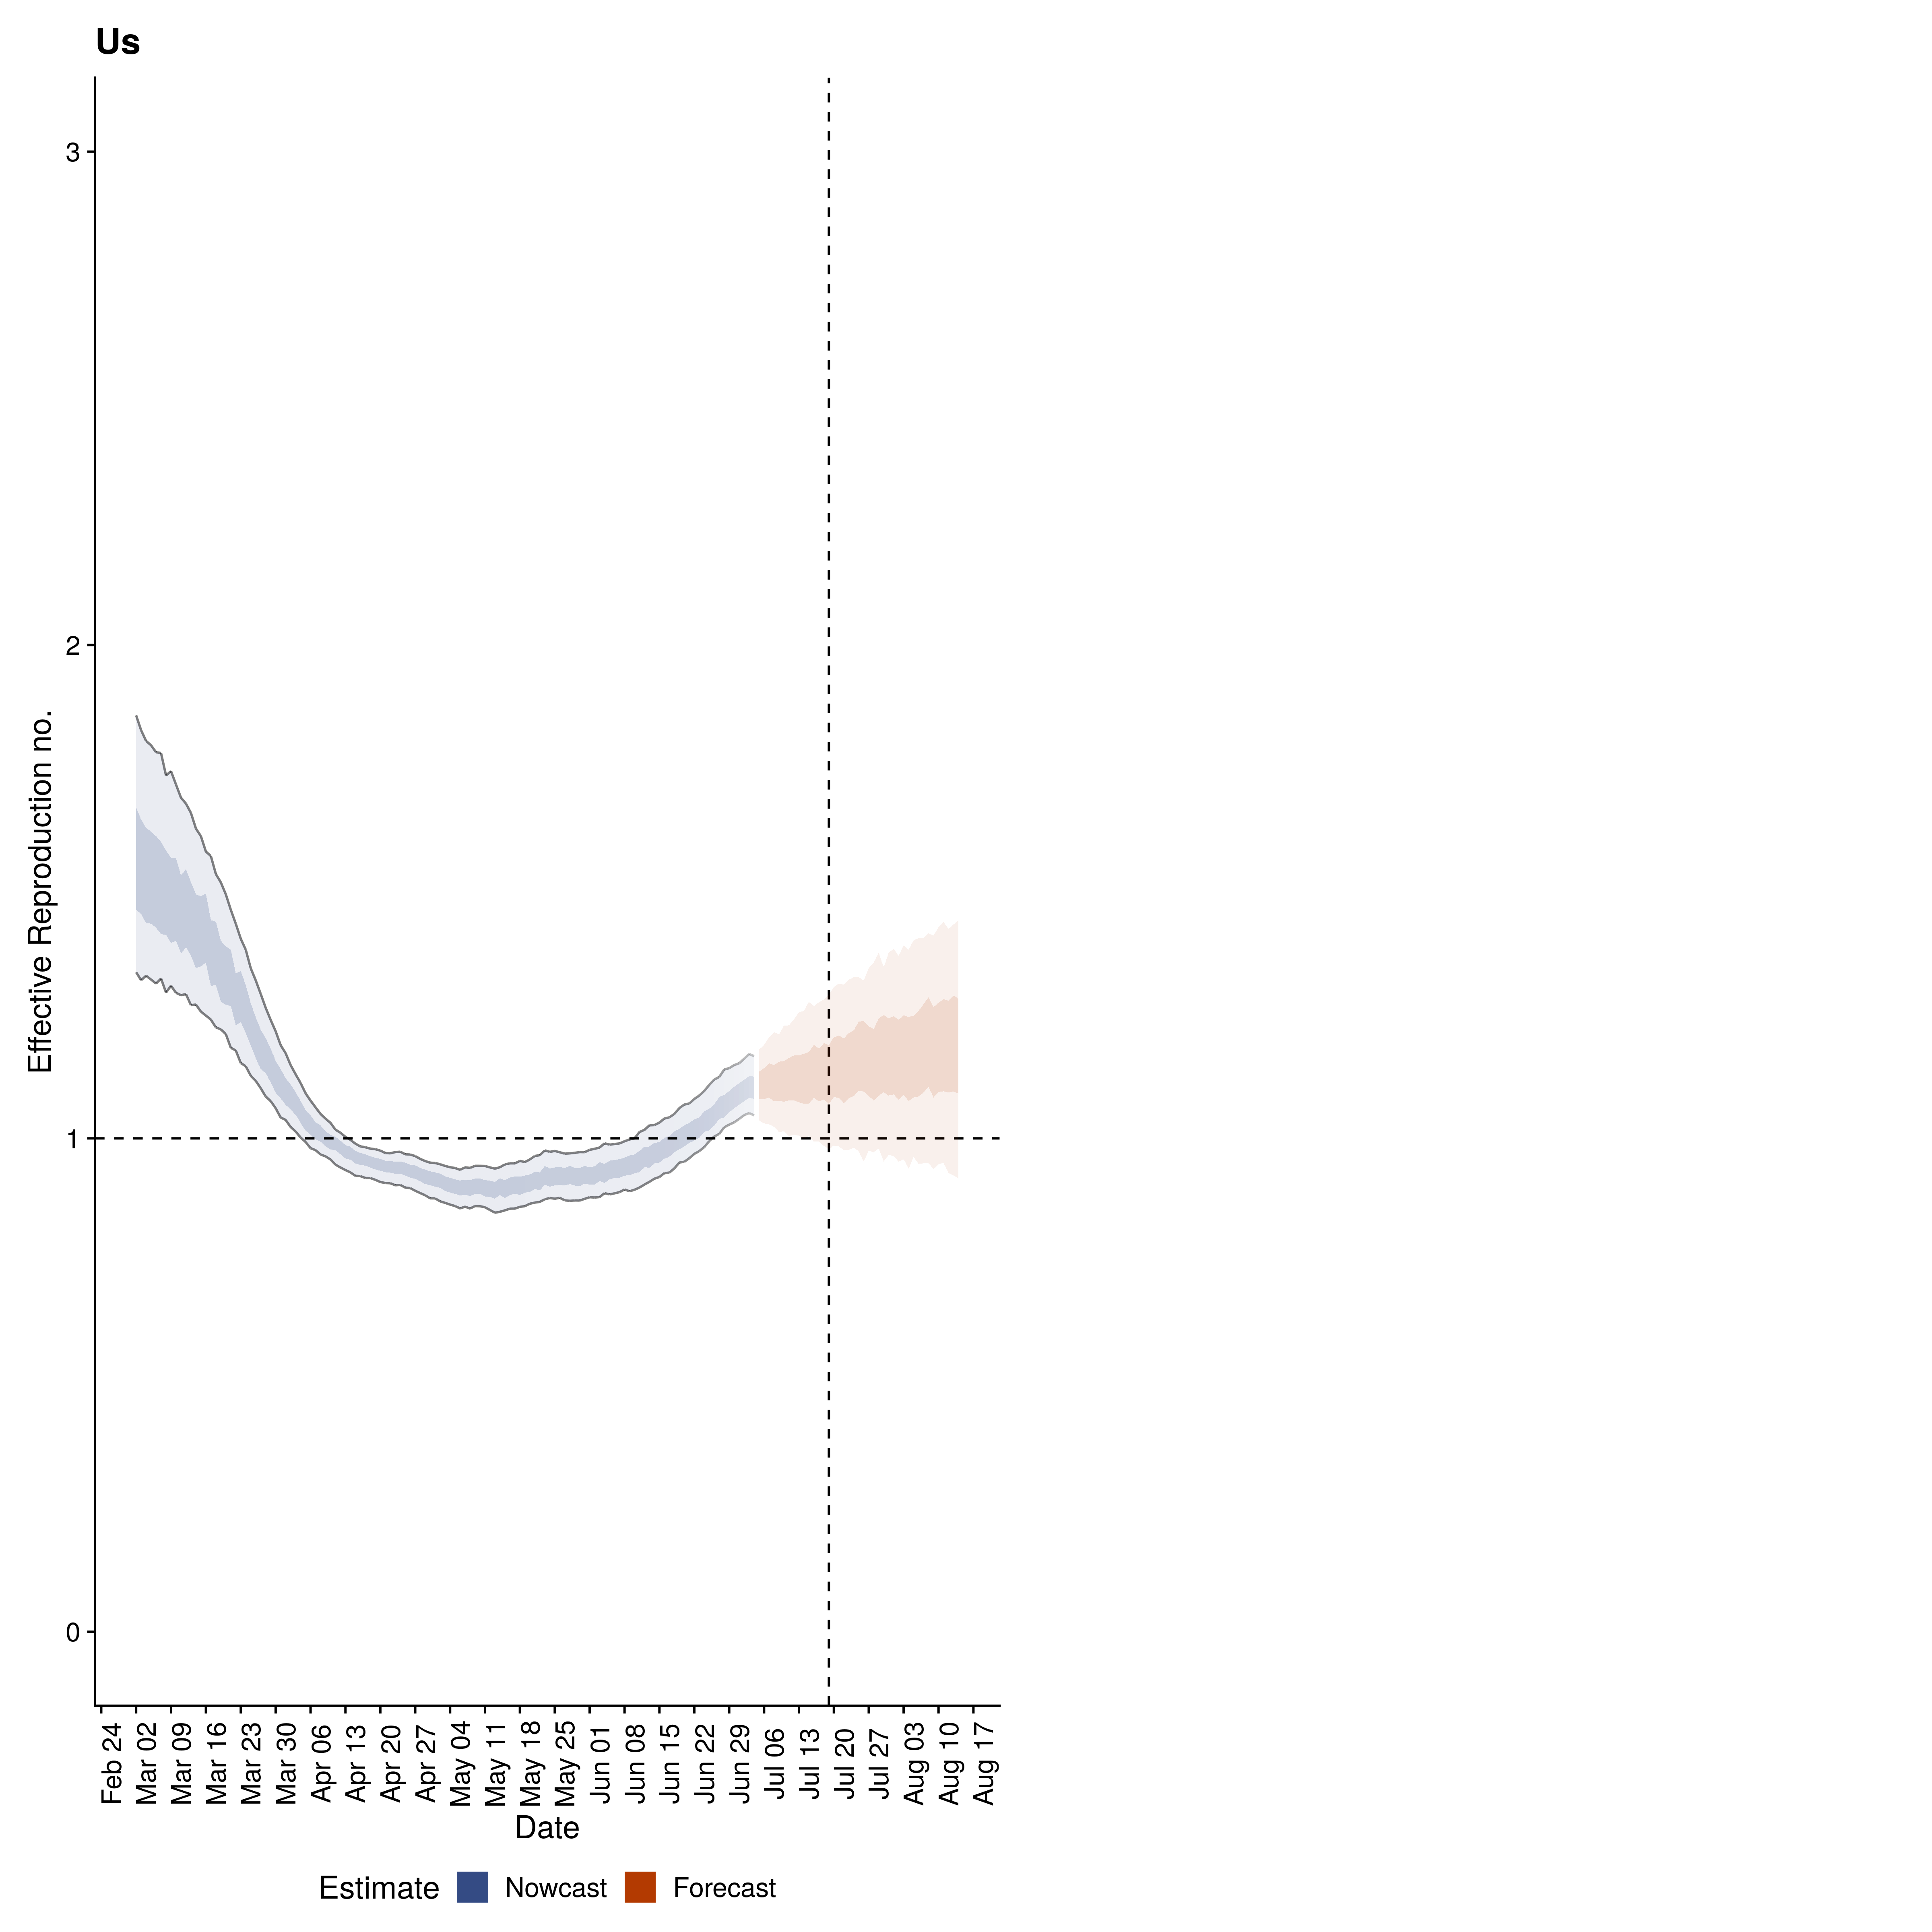 Us
Effective Reproduction no.
3
2
1
0
Feb 24
Mar 02
Mar 09
Mar 16
Mar 23
Mar 30
Apr 06
Apr 13
Apr 20
Apr 27
May 04
May 11
May 18
May 25
Jun 01
Jun 08
Jun 15
Jun 22
Jun 29
Jul 06
Jul 13
Jul 20
Jul 27
Aug 03
Aug 10
Aug 17
Date
Estimate Nowcast Forecast